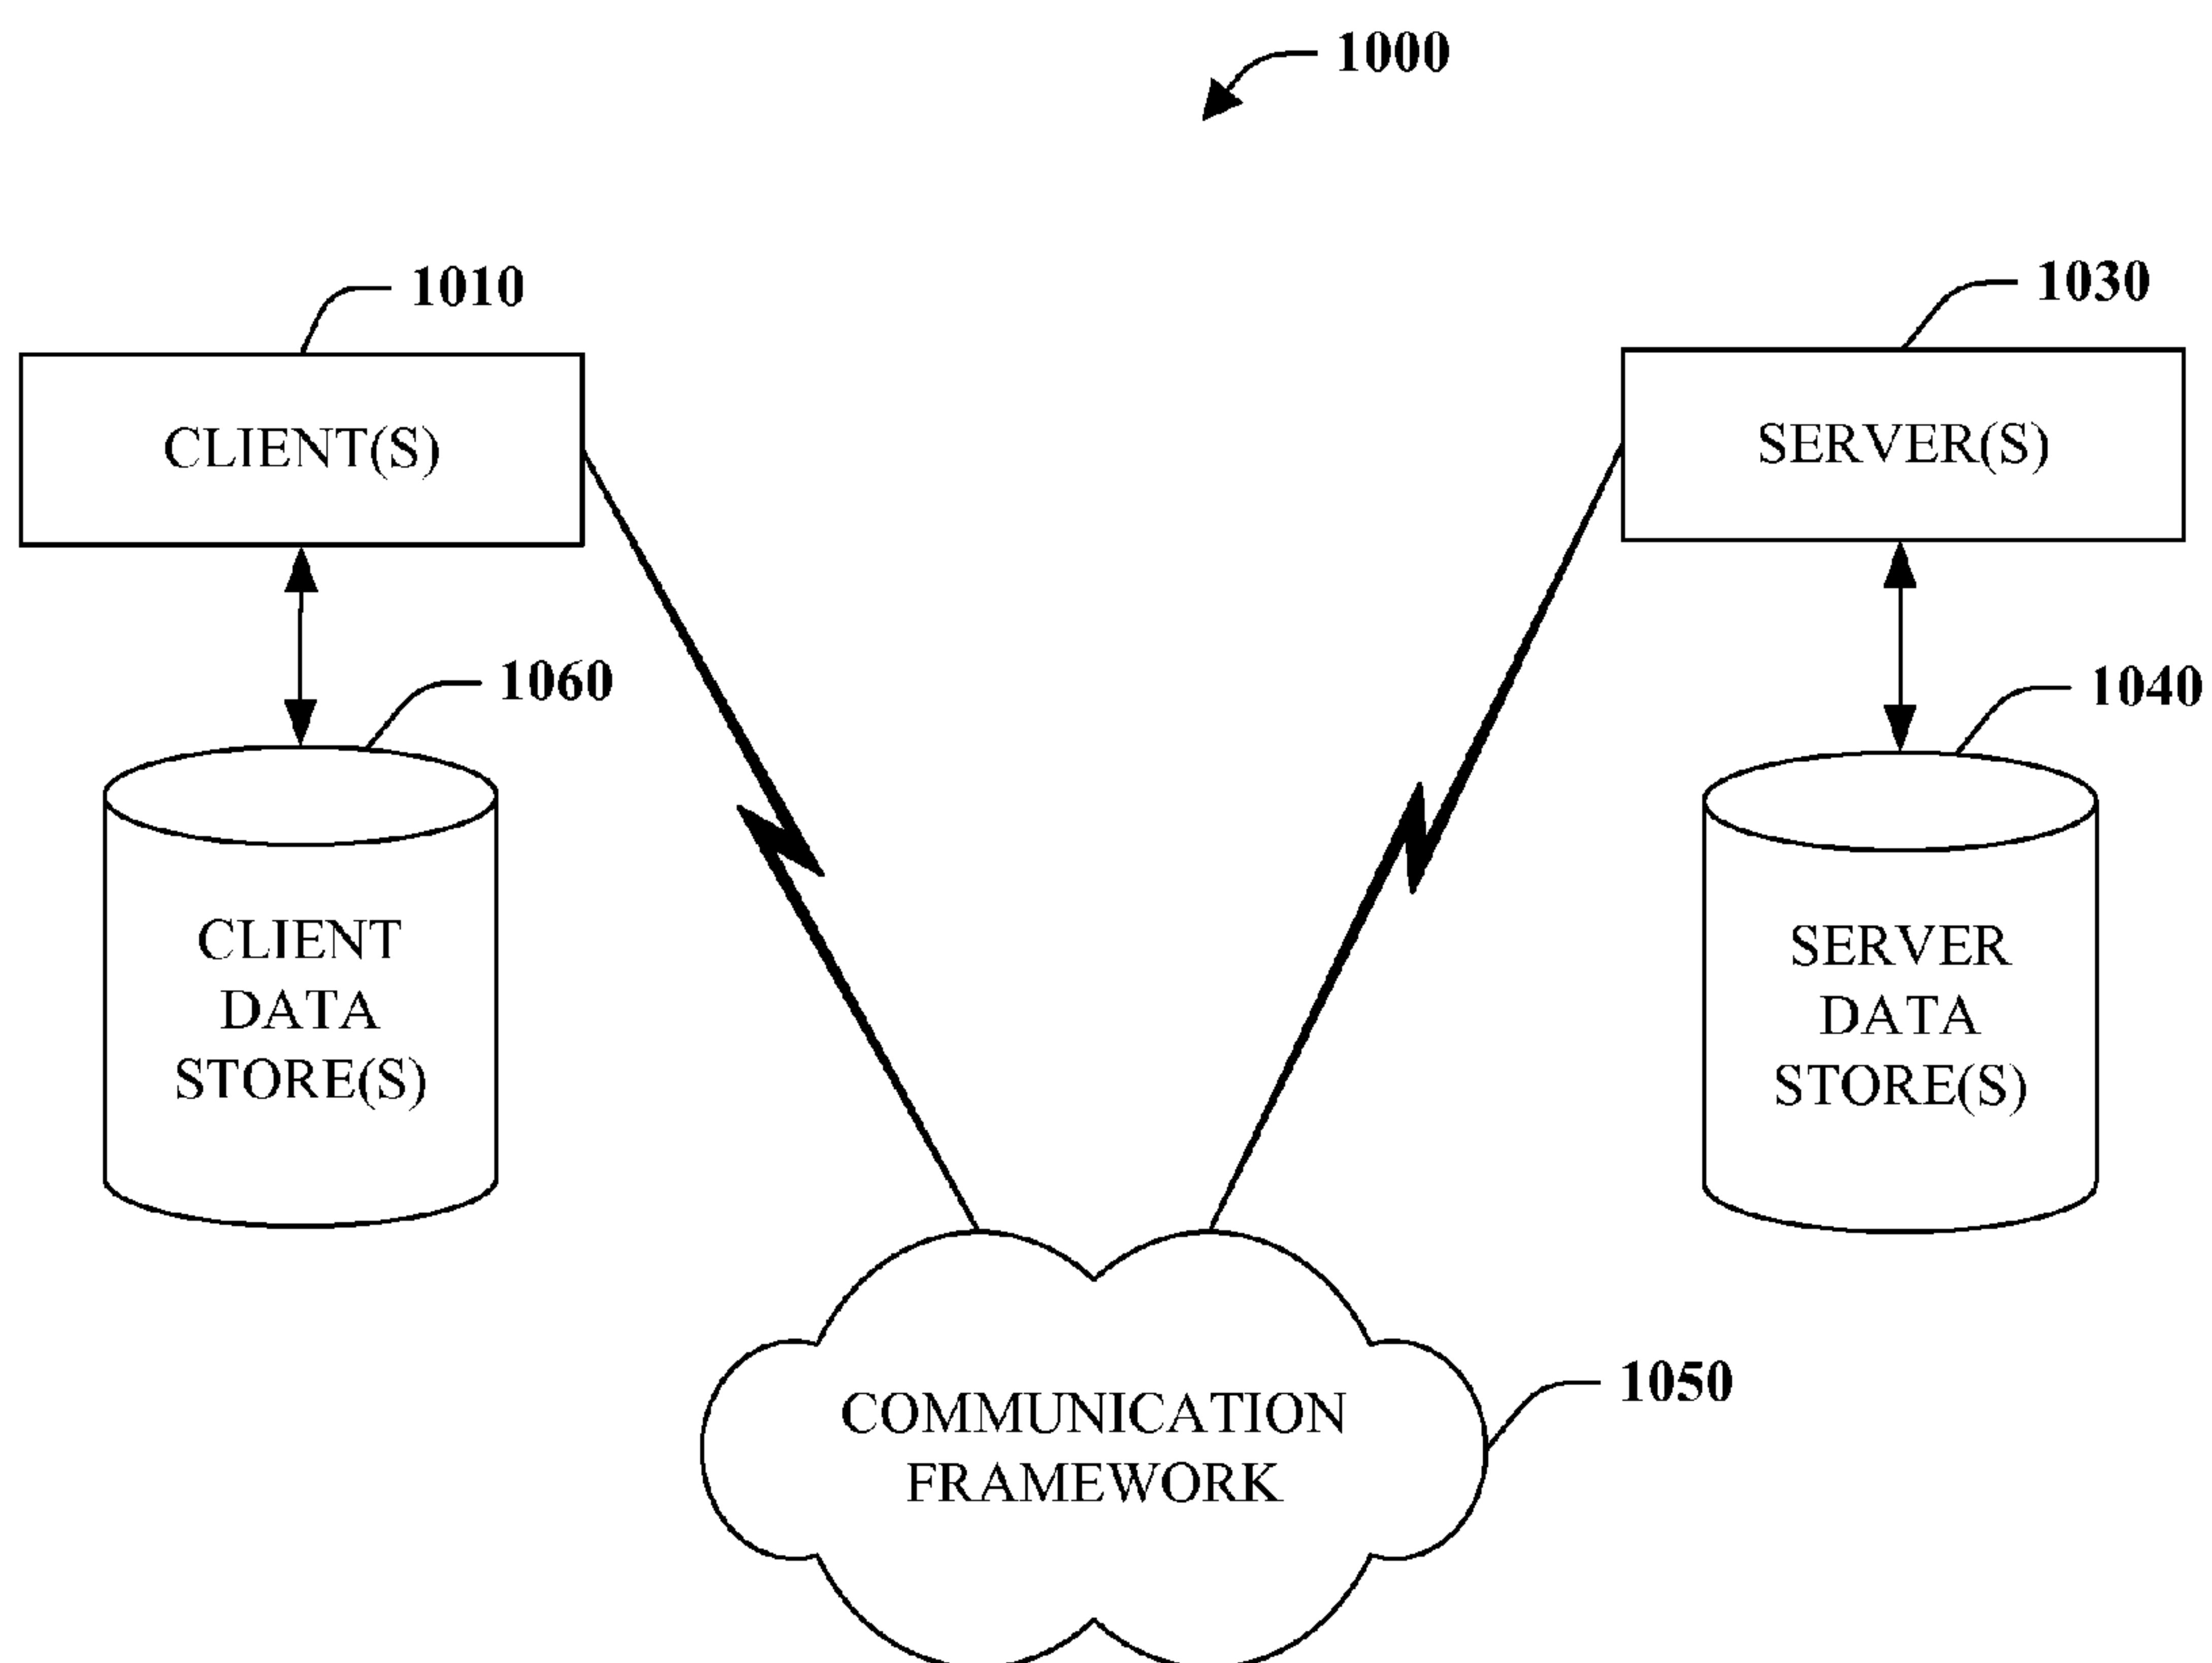 1000
1010
1030
CLIENT(S)
SERVER(S)
1060
1040
CLIENT
DATA
STORE(S)
SERVER
DATA
STORE(S)
1050
COMMUNICATION
FRAMEWORK